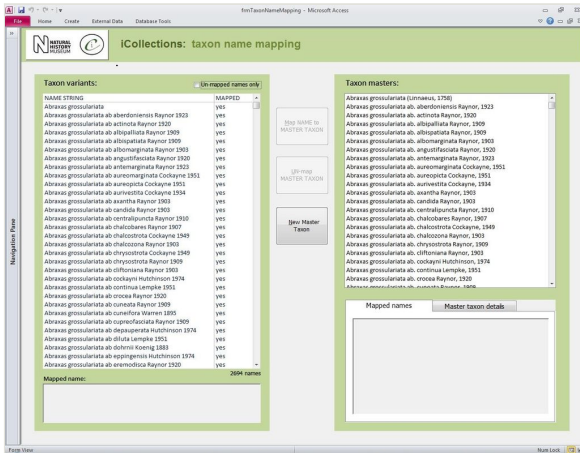 frmTaxonNameMapping - Microsoft Access
File Home Create External Data Database Tools
NATURAL
HISTORY
MUSEUM
iCollections: taxon name mapping
Taxon variants:
Un-mapped names only
NAME STRING MAPPED
Abraxas grossulariata yes
Abraxas grossulariata ab aberdoniensis Raynor 1923 yes
Abraxas grossulariata ab actinota Raynor 1920 yes
Abraxas grossulariata ab albipalliata Raynor 1909 yes
Abraxas grossulariata ab albispatiata Raynor 1909 yes
Abraxas grossulariata ab albomarginata Raynor 1903 yes
Abraxas grossulariata ab angustifasciata Raynor 1920 yes
Abraxas grossulariata ab antemarginata Raynor 1923 yes
Abraxas grossulariata ab aureomarginata Cockayne 1951 yes
Abraxas grossulariata ab aureopicta Cockayne 1951 yes
Abraxas grossulariata ab aurivestita Cockayne 1934 yes
Abraxas grossulariata ab axantha Raynor 1903 yes
Abraxas grossulariata ab candida Raynor 1903 yes
Abraxas grossulariata ab centralipuncta Raynor 1910 yes
Abraxas grossulariata ab chalcobares Raynor 1907 yes
Abraxas grossulariata ab chalcostrota Cockayne 1949 yes
Abraxas grossulariata ab chalcozona Raynor 1903 yes
Abraxas grossulariata ab chrysostrota Cockayne 1949 yes
Abraxas grossulariata ab chrysostrota Raynor 1909 yes
Abraxas grossulariata ab cliftoniana Raynor 1903 yes
Abraxas grossulariata ab cockayni Hutchinson 1974 yes
Abraxas grossulariata ab continua Lempke 1951 yes
Abraxas grossulariata ab crocea Raynor 1920 yes
Abraxas grossulariata ab cuneata Raynor 1909 yes
Abraxas grossulariata ab cuneifora Warren 1895 yes
Abraxas grossulariata ab cupreofasciata Raynor 1909 yes
Abraxas grossulariata ab depauperata Hutchinson 1974 yes
Abraxas grossulariata ab diluta Lempke 1951 yes
Abraxas grossulariata ab dohrnii Koenig 1883 yes
Abraxas grossulariata ab eppingensis Hutchinson 1974 yes
Abraxas grossulariata ab eremodisca Raynor 1920 yes
2694 names
Mapped name:
Map NAME to
MASTER TAXON
UN-map
MASTER TAXON
New Master
Taxon
Taxon masters:
Abraxas grossulariata (Linnaeus, 1758)
Abraxas grossulariata ab. aberdoniensis Raynor, 1923
Abraxas grossulariata ab. actinota Raynor, 1920
Abraxas grossulariata ab. albipalliata Raynor, 1909
Abraxas grossulariata ab. albispatiata Raynor, 1909
Abraxas grossulariata ab. albomarginata Raynor, 1903
Abraxas grossulariata ab. angustifasciata Raynor, 1920
Abraxas grossulariata ab. antemarginata Raynor, 1923
Abraxas grossulariata ab. aureomarginata Cockayne, 1951
Abraxas grossulariata ab. aureopicta Cockayne, 1951
Abraxas grossulariata ab. aurivestita Cockayne, 1934
Abraxas grossulariata ab. axantha Raynor, 1903
Abraxas grossulariata ab. candida Raynor, 1903
Abraxas grossulariata ab. centralipuncta Raynor, 1910
Abraxas grossulariata ab. chalcobares Raynor, 1907
Abraxas grossulariata ab. chalcostrota Cockayne, 1949
Abraxas grossulariata ab. chalcozona Raynor, 1903
Abraxas grossulariata ab. chrysostrota Raynor, 1909
Abraxas grossulariata ab. cliftoniana Raynor, 1903
Abraxas grossulariata ab. cockayni Hutchinson, 1974
Abraxas grossulariata ab. continua Lempke, 1951
Abraxas grossulariata ab. crocea Raynor, 1920
Abraxas grossulariata ab. cuneata Raynor, 1909
Mapped names Master taxon details
Navigation Pane
Form View Num Lock